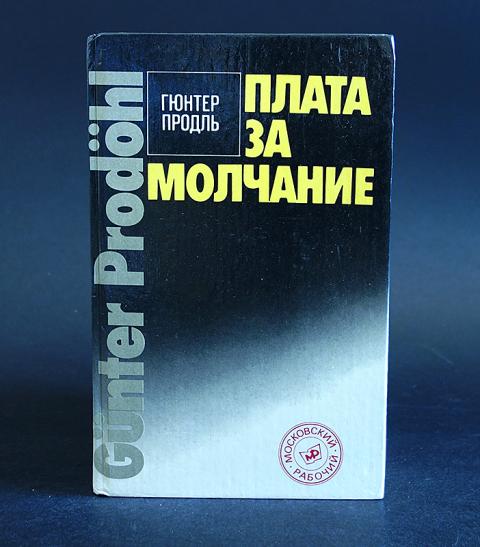 Günter Prodöhl
ГЮНТЕР
ПРОДЛЬ
ПЛАТА
ЗА
МОЛЧАНИЕ
МОСКОВСКИЙ
МР
РАБОЧИЙ